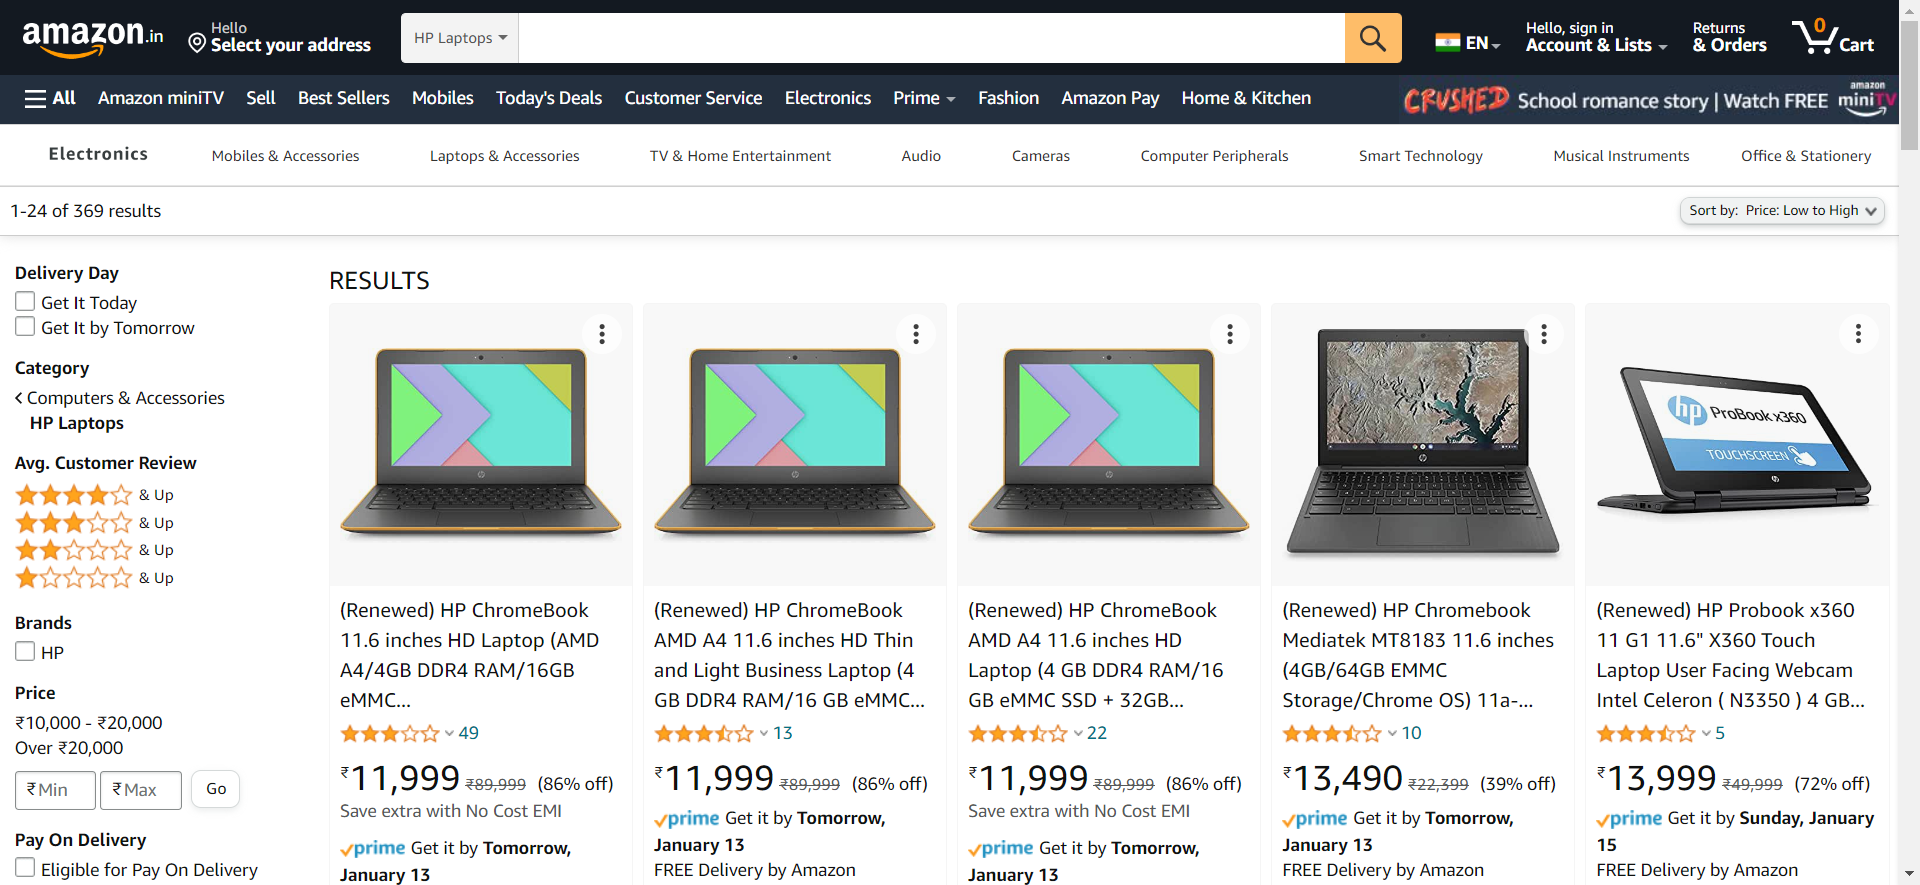 amazon.in
Hello
Select your address
HP Laptops
EN
Hello, sign in
Account & Lists
Returns
& Orders
0
Cart
All
Amazon miniTV
Sell
Best Sellers
Mobiles
Today's Deals
Customer Service
Electronics
Prime
Fashion
Amazon Pay
Home & Kitchen
CRUSHED School romance story | Watch FREE amazon miniTV
Electronics
Mobiles & Accessories
Laptops & Accessories
TV & Home Entertainment
Audio
Cameras
Computer Peripherals
Smart Technology
Musical Instruments
Office & Stationery
1-24 of 369 results
Sort by: Price: Low to High
Delivery Day
Get It Today
Get It by Tomorrow
Category
Computers & Accessories
HP Laptops
Avg. Customer Review
& Up
& Up
& Up
& Up
Brands
HP
Price
₹10,000 - ₹20,000
Over ₹20,000
₹Min
₹Max
Go
Pay On Delivery
Eligible for Pay On Delivery
RESULTS
(Renewed) HP ChromeBook
11.6 inches HD Laptop (AMD
A4/4GB DDR4 RAM/16GB
eMMC...
49
₹11,999 ₹89,999 (86% off)
Save extra with No Cost EMI
prime Get it by Tomorrow,
January 13
(Renewed) HP ChromeBook
AMD A4 11.6 inches HD Thin
and Light Business Laptop (4
GB DDR4 RAM/16 GB eMMC...
13
₹11,999 ₹89,999 (86% off)
prime Get it by Tomorrow,
January 13
FREE Delivery by Amazon
(Renewed) HP ChromeBook
AMD A4 11.6 inches HD
Laptop (4 GB DDR4 RAM/16
GB eMMC SSD + 32GB...
22
₹11,999 ₹89,999 (86% off)
Save extra with No Cost EMI
prime Get it by Tomorrow,
January 13
(Renewed) HP Chromebook
Mediatek MT8183 11.6 inches
(4GB/64GB EMMC
Storage/Chrome OS) 11a-...
10
₹13,490 ₹22,399 (39% off)
prime Get it by Tomorrow,
January 13
FREE Delivery by Amazon
hp ProBook x360
TOUCHSCREEN
(Renewed) HP Probook x360
11 G1 11.6" X360 Touch
Laptop User Facing Webcam
Intel Celeron ( N3350 ) 4 GB...
5
₹13,999 ₹49,999 (72% off)
prime Get it by Sunday, January
15
FREE Delivery by Amazon